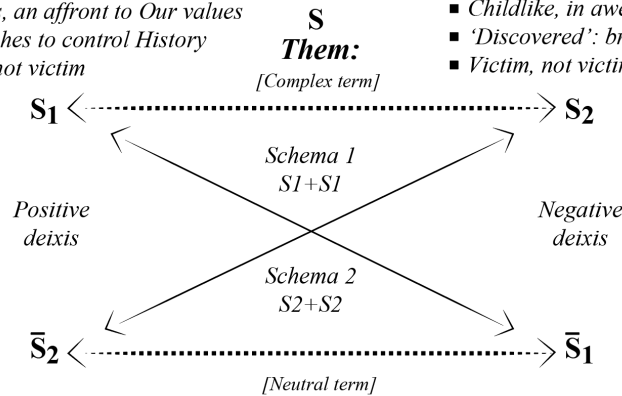 s, an affront to Our values
hes to control History
not victim
S
Them:
[Complex term]
■ Childlike, in awe
■ ‘Discovered’: br
■ Victim, not victim
S1
S2
Schema 1
S1+S1
Positive
deixis
Negative
deixis
Schema 2
S2+S2
S̄2
S̄1
[Neutral term]